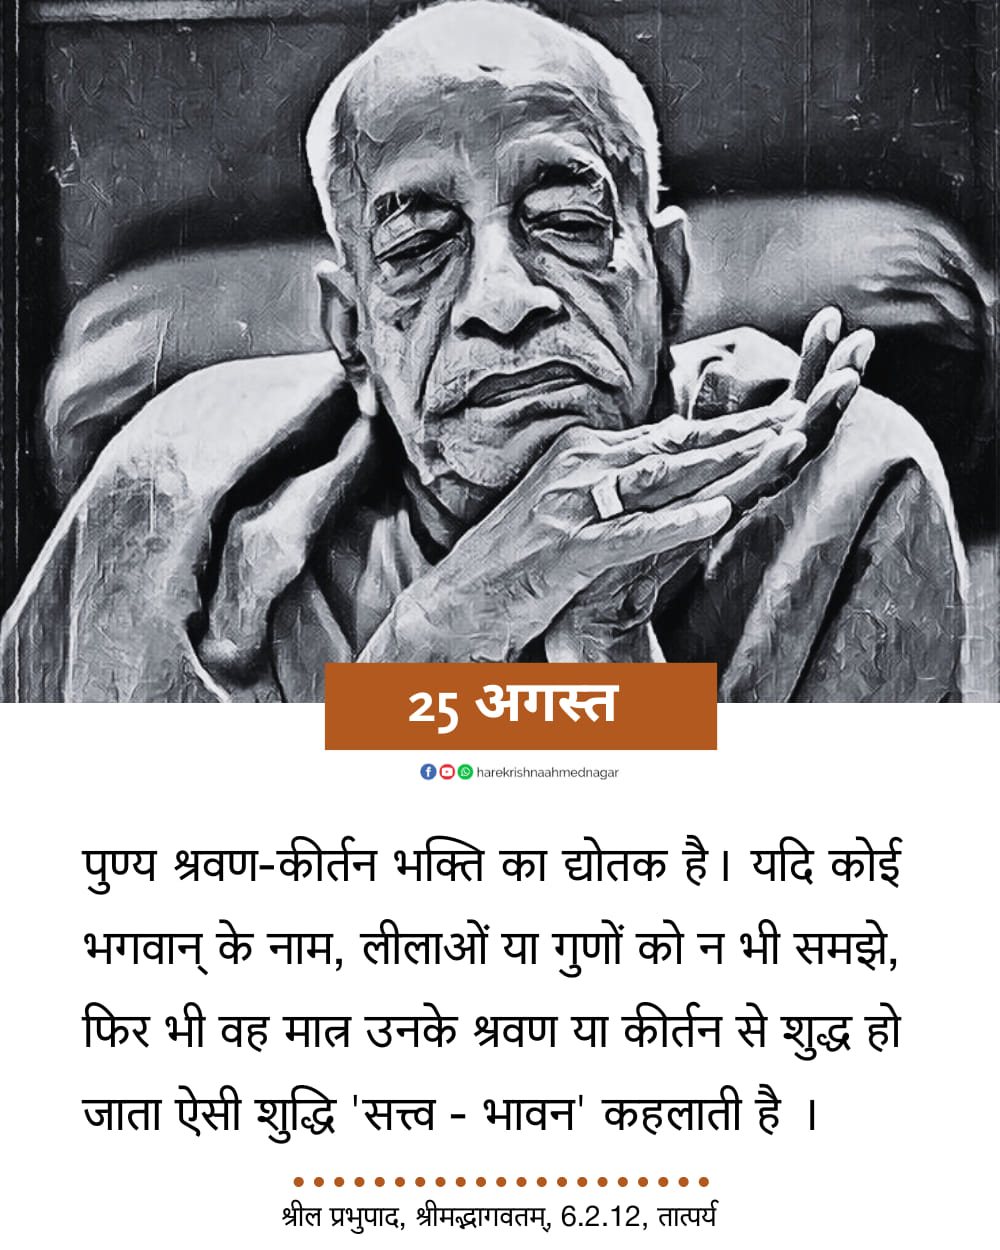 25 अगस्त
harekrishnaahmednagar
पुण्य श्रवण-कीर्तन भक्ति का द्योतक है। यदि कोई
भगवान् के नाम, लीलाओं या गुणों को न भी समझे,
फिर भी वह मात्र उनके श्रवण या कीर्तन से शुद्ध हो
जाता ऐसी शुद्धि 'सत्त्व - भावन' कहलाती है ।
श्रील प्रभुपाद, श्रीमद्भागवतम्, 6.2.12, तात्पर्य